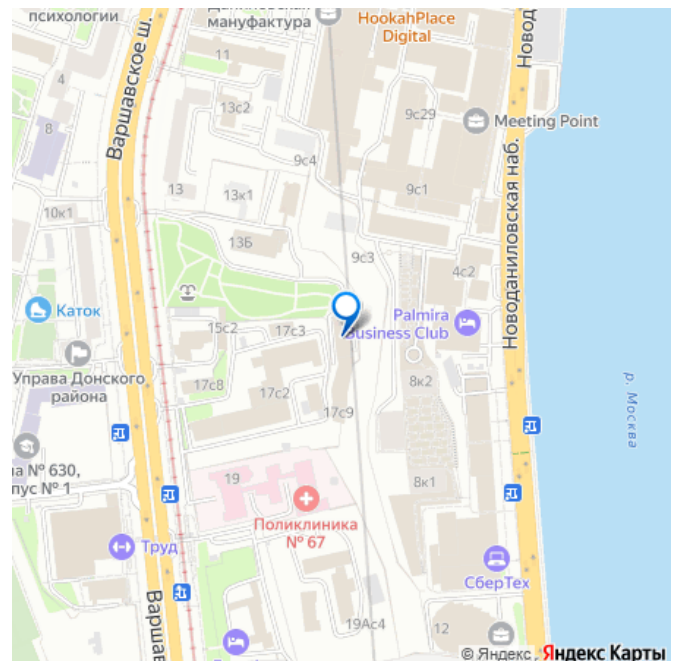 психологии
Даниловская
мануфактура
HookahPlace
Digital
Новод
Варшавское ш.
11
4
13с2
9с29
Meeting Point
8
9с4
13
13к1
9с1
Новоданиловская наб.
10к1
13Б
9с3
4с2
Каток
15с2
17с3
Palmira
Business Club
Управа Донского
района
17с8
17с2
8к2
р. Москва
17с9
№ 630,
пус № 1
19
8к1
Поликлиника
№ 67
Труд
СберТех
Варшав
19Ас4
12
© Яндекс
Яндекс Карты